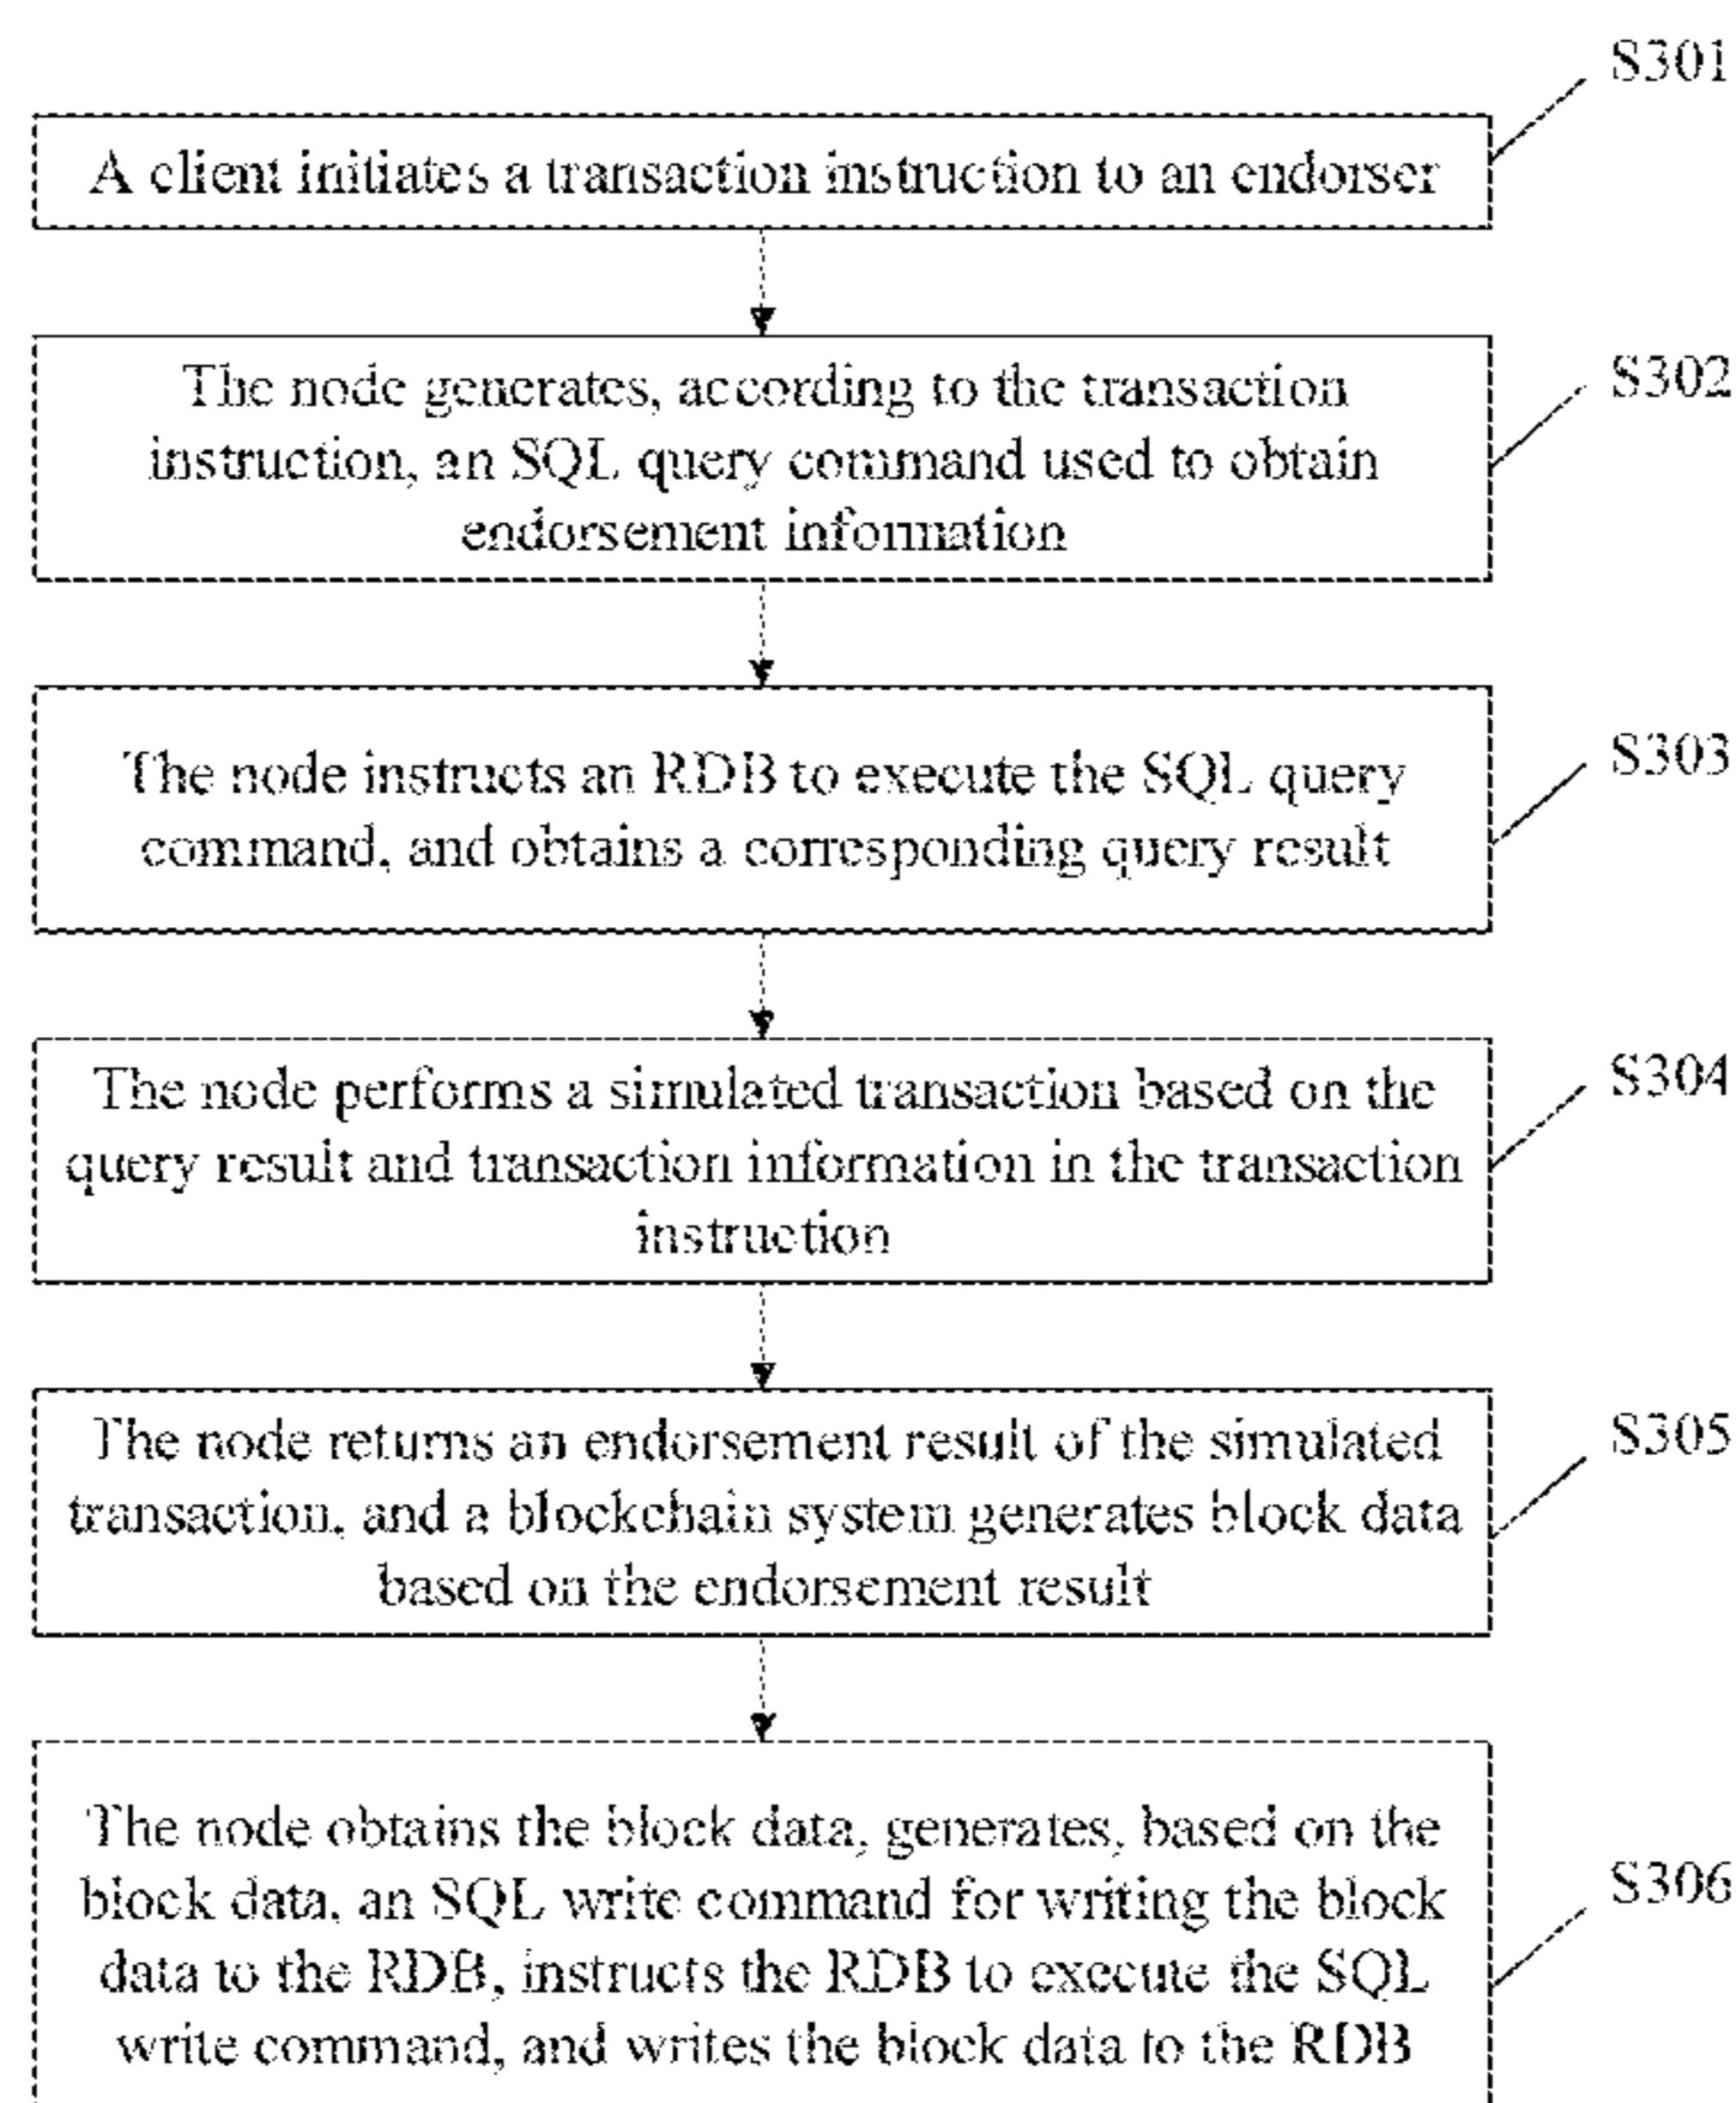 S301
A client initiates a transaction instruction to an endorser
S302
The node generates, according to the transaction
instruction, an SQL query command used to obtain
endorsement information
S303
The node instructs an RDB to execute the SQL query
command, and obtains a corresponding query result
S304
The node performs a simulated transaction based on the
query result and transaction information in the transaction
instruction
S305
The node returns an endorsement result of the simulated
transaction, and a blockchain system generates block data
based on the endorsement result
S306
The node obtains the block data, generates, based on the
block data, an SQL write command for writing the block
data to the RDB, instructs the RDB to execute the SQL
write command, and writes the block data to the RDB